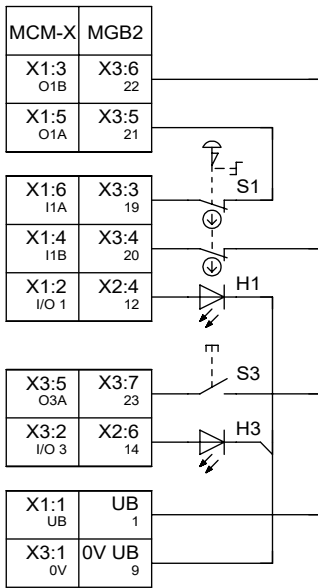 MCM-X MGB2
X1:3 X3:6
O1B 22
X1:5 X3:5
O1A 21
X1:6 X3:3
I1A 19
X1:4 X3:4
I1B 20
X1:2 X2:4
I/O 1 12
S1
H1
X3:5 X3:7
O3A 23
X3:2 X2:6
I/O 3 14
S3
H3
X1:1 UB
UB 1
X3:1 0V UB
0V 9